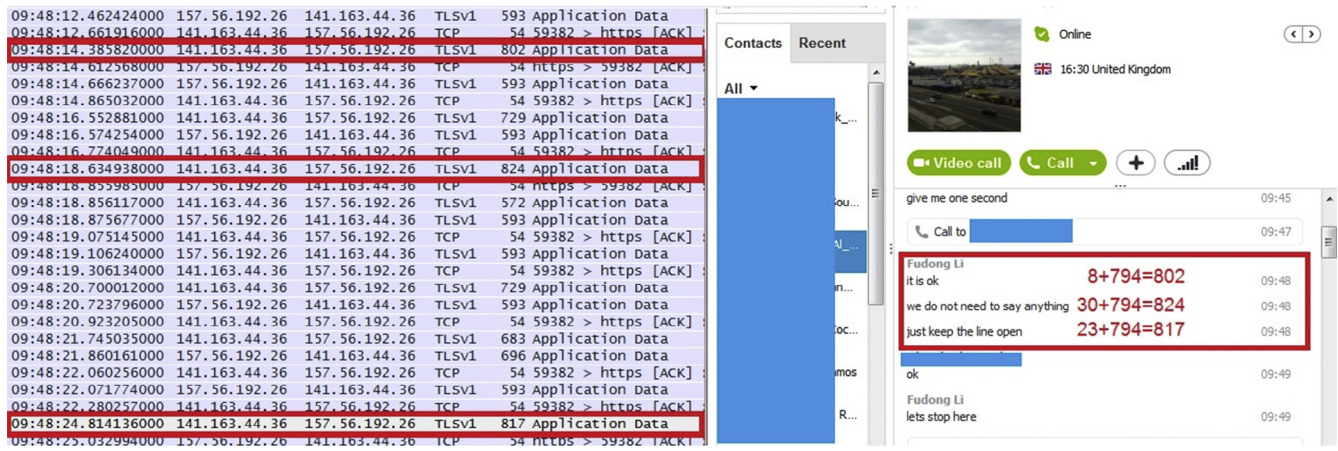 09:48:12.462424000 157.56.192.26 141.163.44.36 TLSv1 593 Application Data
09:48:12.661916000 141.163.44.36 157.56.192.26 TCP 54 59382 > https [ACK]
09:48:14.385820000 141.163.44.36 157.56.192.26 TLSv1 802 Application Data
09:48:14.612568000 157.56.192.26 141.163.44.36 TCP 54 https > 59382 [ACK]
09:48:14.666237000 157.56.192.26 141.163.44.36 TLSv1 593 Application Data
09:48:14.865032000 141.163.44.36 157.56.192.26 TCP 54 59382 > https [ACK]
09:48:16.552881000 141.163.44.36 157.56.192.26 TLSv1 729 Application Data
09:48:16.574254000 157.56.192.26 141.163.44.36 TLSv1 593 Application Data
09:48:16.774049000 141.163.44.36 157.56.192.26 TCP 54 59382 > https [ACK]
09:48:18.634938000 141.163.44.36 157.56.192.26 TLSv1 824 Application Data
09:48:18.855985000 157.56.192.26 141.163.44.36 TCP 54 https > 59382 [ACK]
09:48:18.856117000 141.163.44.36 157.56.192.26 TLSv1 572 Application Data
09:48:18.875677000 157.56.192.26 141.163.44.36 TLSv1 593 Application Data
09:48:19.075145000 141.163.44.36 157.56.192.26 TCP 54 59382 > https [ACK]
09:48:19.106240000 157.56.192.26 141.163.44.36 TLSv1 593 Application Data
09:48:19.306134000 141.163.44.36 157.56.192.26 TCP 54 59382 > https [ACK]
09:48:20.700012000 141.163.44.36 157.56.192.26 TLSv1 729 Application Data
09:48:20.723796000 157.56.192.26 141.163.44.36 TLSv1 593 Application Data
09:48:20.923205000 141.163.44.36 157.56.192.26 TCP 54 59382 > https [ACK]
09:48:21.745035000 141.163.44.36 157.56.192.26 TLSv1 683 Application Data
09:48:21.860161000 157.56.192.26 141.163.44.36 TLSv1 696 Application Data
09:48:22.060256000 141.163.44.36 157.56.192.26 TCP 54 59382 > https [ACK]
09:48:22.071774000 157.56.192.26 141.163.44.36 TLSv1 593 Application Data
09:48:22.280257000 141.163.44.36 157.56.192.26 TCP 54 59382 > https [ACK]
09:48:24.814136000 141.163.44.36 157.56.192.26 TLSv1 817 Application Data
09:48:25.032994000 157.56.192.26 141.163.44.36 TCP 54 https > 59382 [ACK]
Contacts Recent
All
k_...
ou...
Al_...
an...
oc...
mos
R...
Online
16:30 United Kingdom
Video call Call
give me one second 09:45
Call to 09:47
Fudong Li
it is ok 8+794=802 09:48
we do not need to say anything 30+794=824 09:48
just keep the line open 23+794=817 09:48
ok 09:49
Fudong Li
lets stop here 09:49